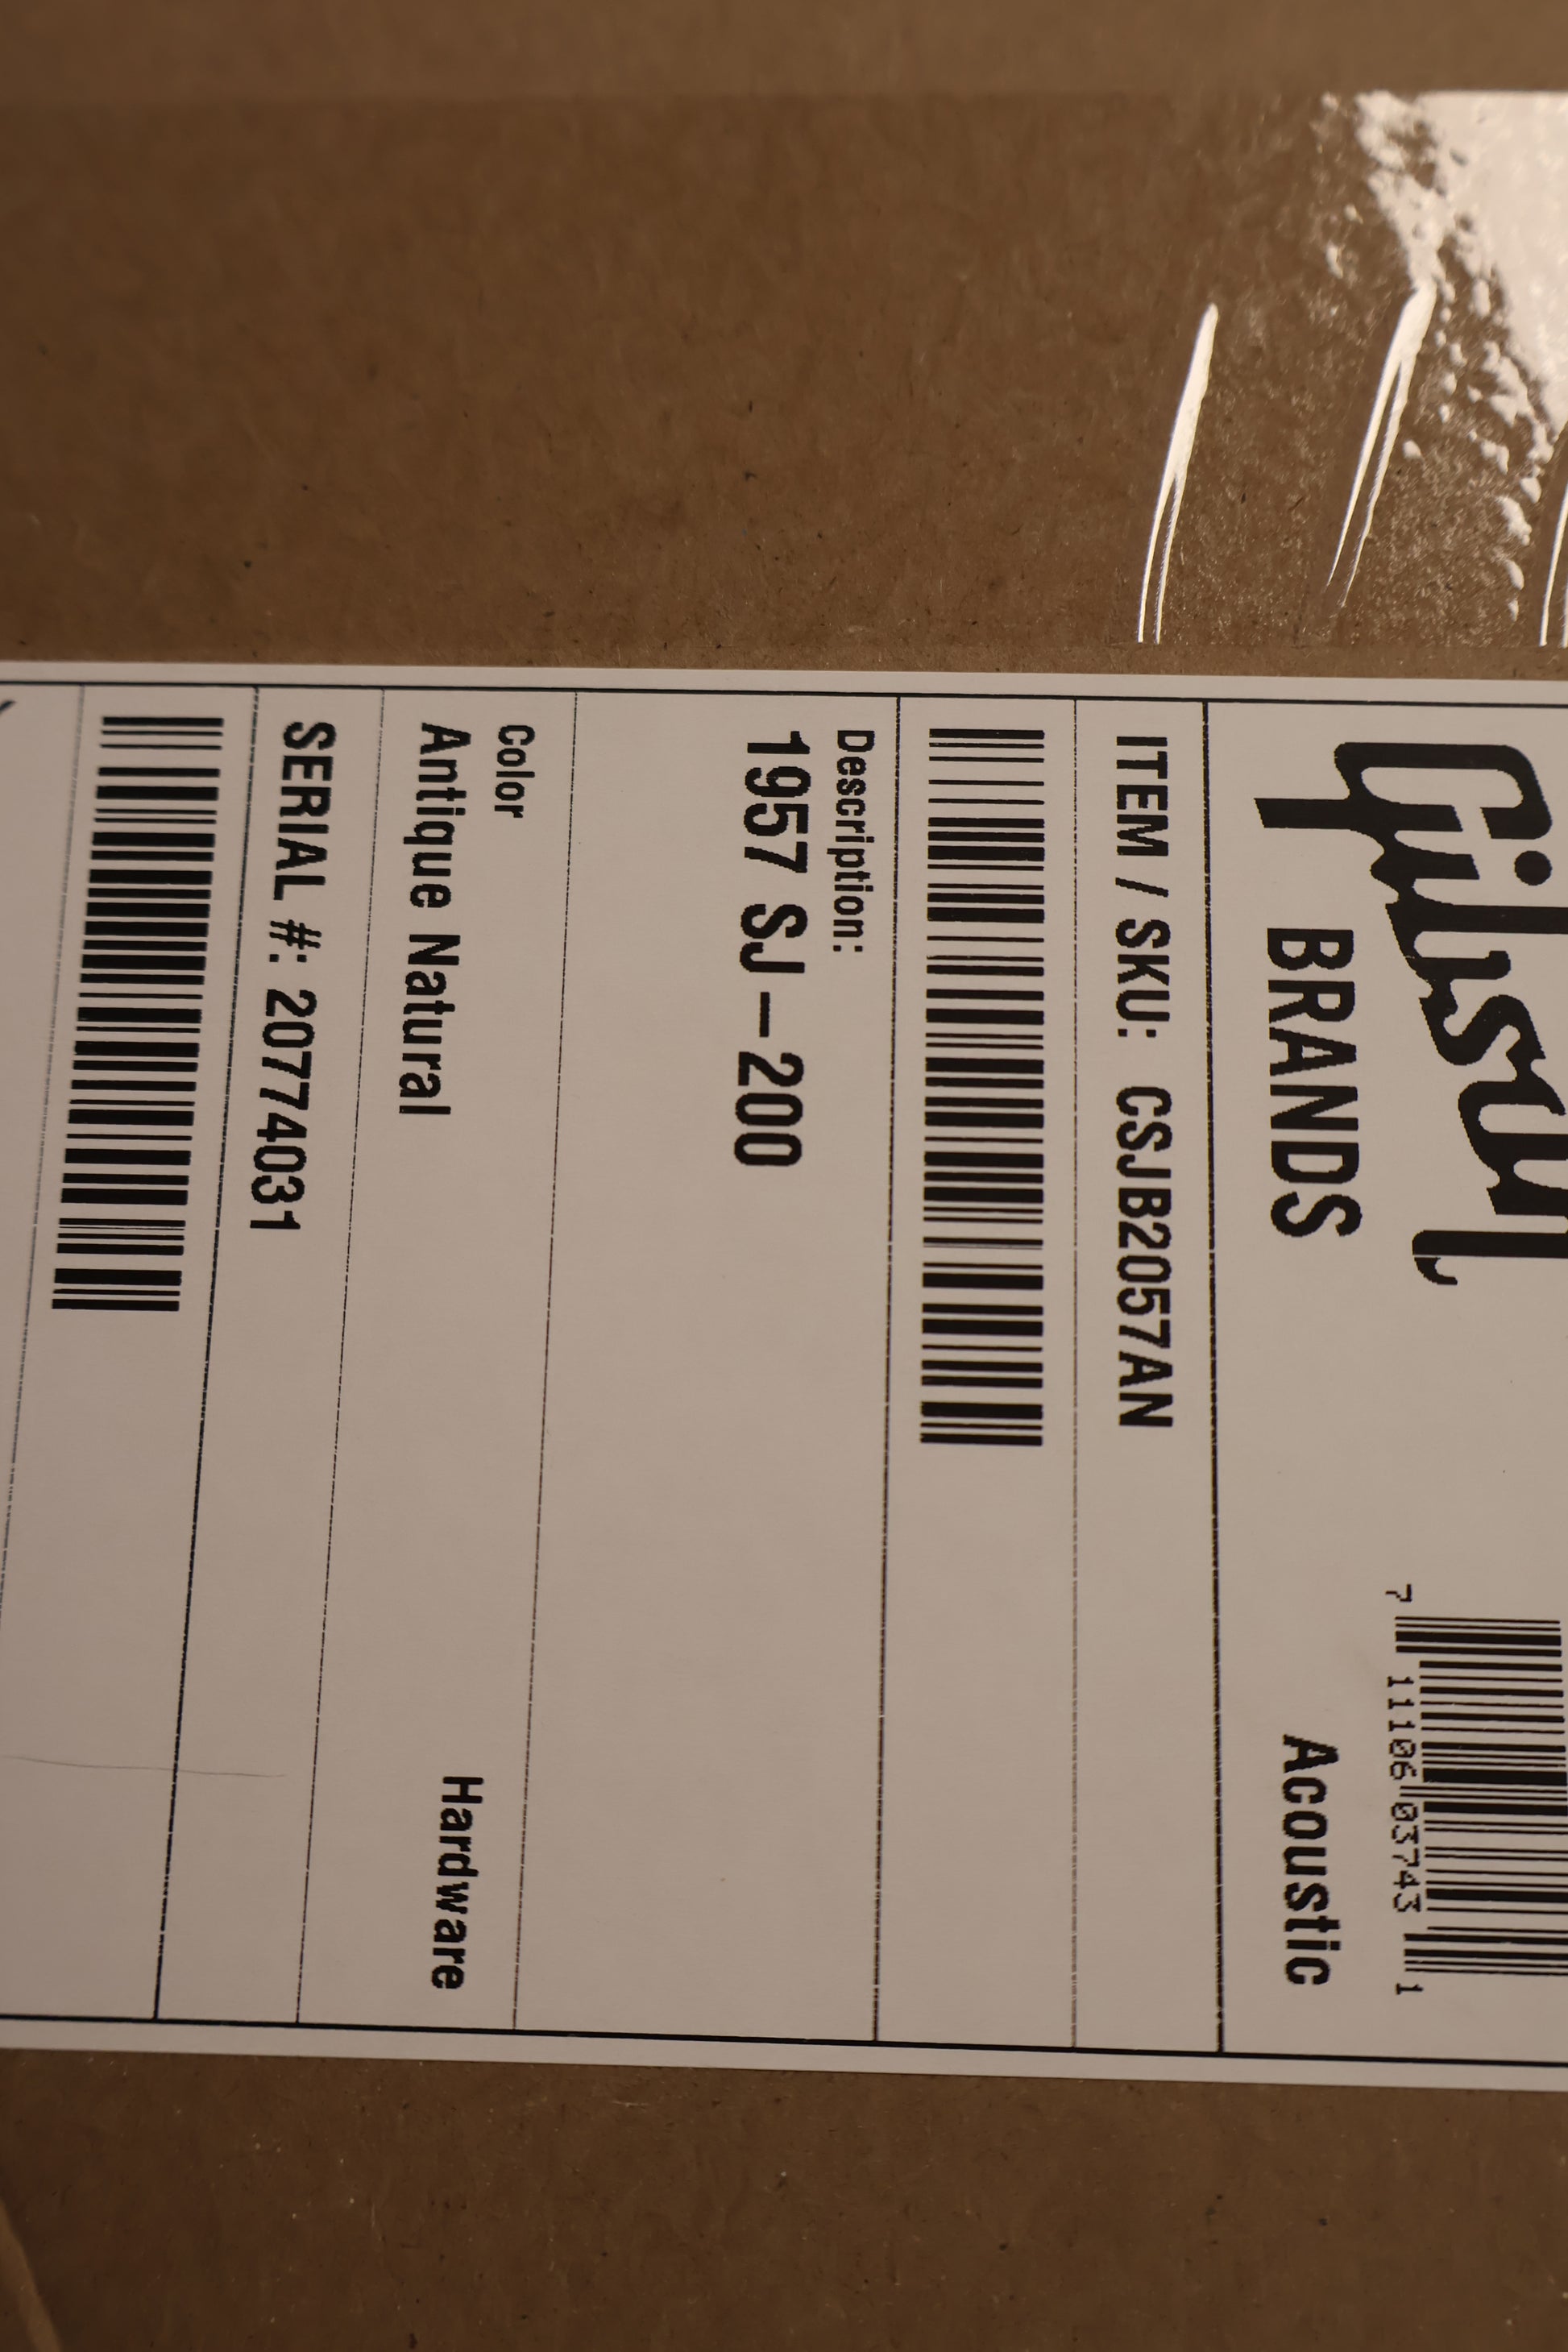 Gibson
BRANDS
7 11106 03743 1
Acoustic
ITEM / SKU: CSJB2057AN
Description:
1957 SJ-200
Color
Antique Natural
Hardware
SERIAL #: 20774031